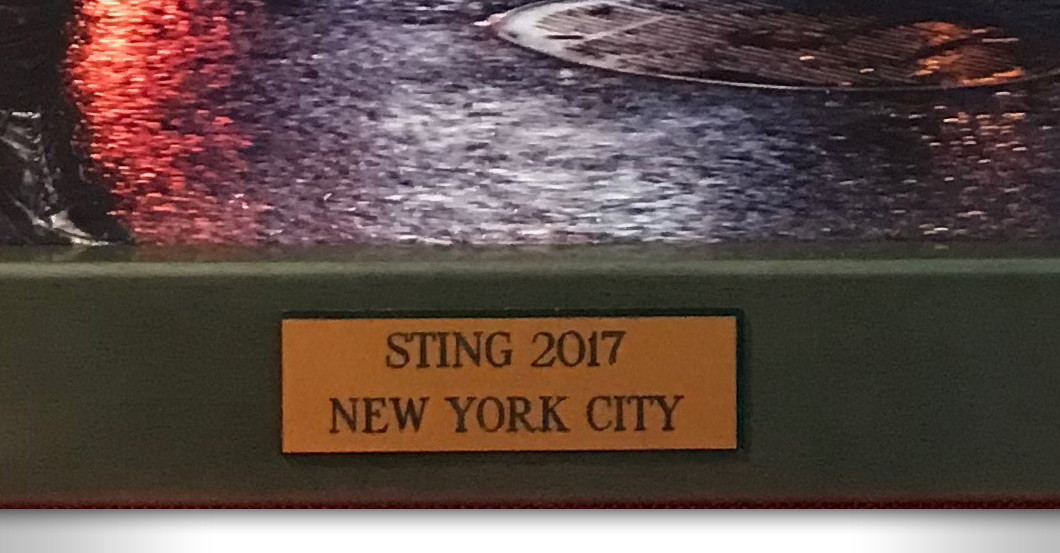 STING 2017
NEW YORK CITY